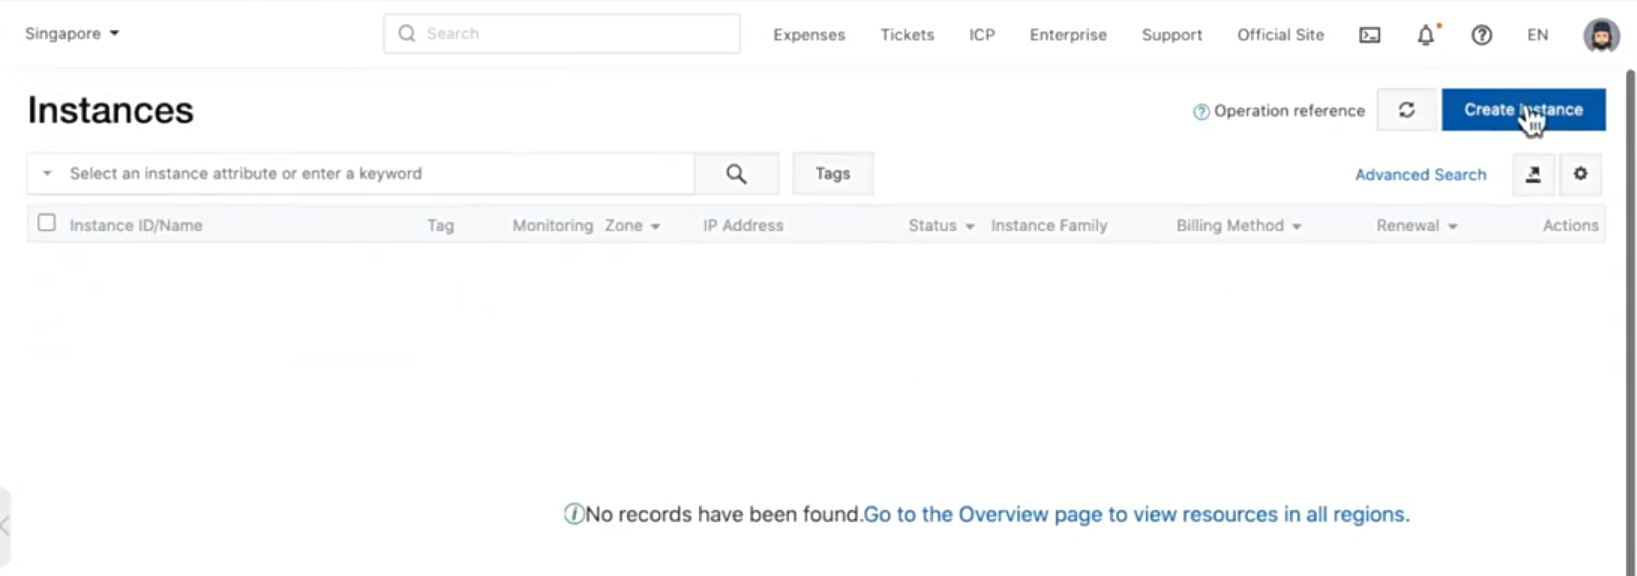 Singapore
Search
Expenses Tickets ICP Enterprise Support Official Site EN
Instances
Operation reference
Create Instance
Select an instance attribute or enter a keyword
Tags
Advanced Search
Instance ID/Name Tag Monitoring Zone IP Address Status Instance Family Billing Method Renewal Actions
No records have been found.Go to the Overview page to view resources in all regions.